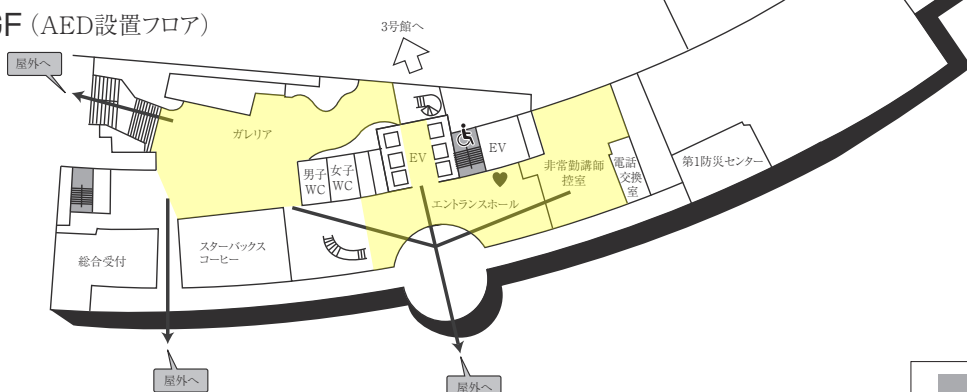 GF（AED設置フロア）
3号館へ
屋外へ
ガレリア
EV
EV
男子
WC
女子
WC
非常勤講師
控室
電話
交換
室
第1防災センター
エントランスホール
総合受付
スターバックス
コーヒー
屋外へ
屋外へ